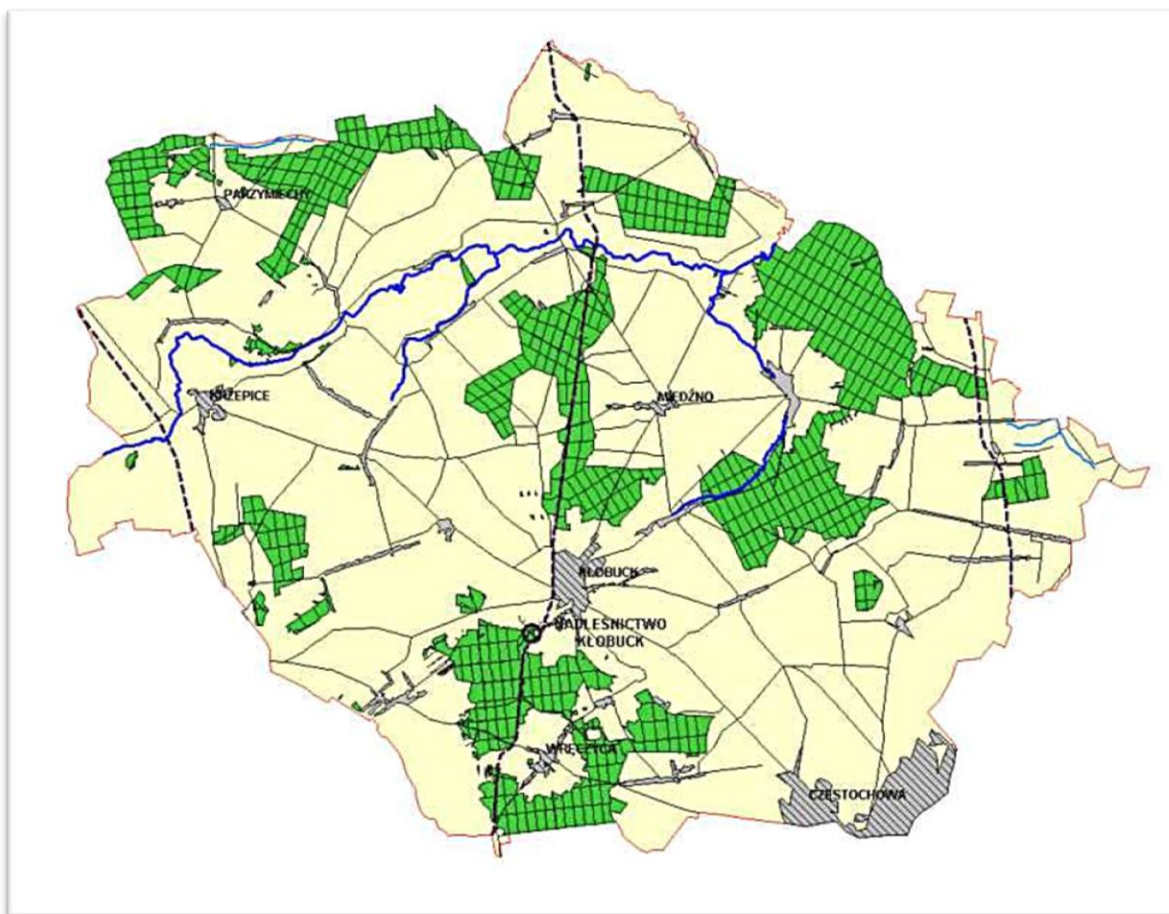 PARZYMIECHY
KRZEPICE
MIEDŹNO
KŁOBUCK
NADLEŚNICTWO
KŁOBUCK
WRĘCZYCA
CZĘSTOCHOWA